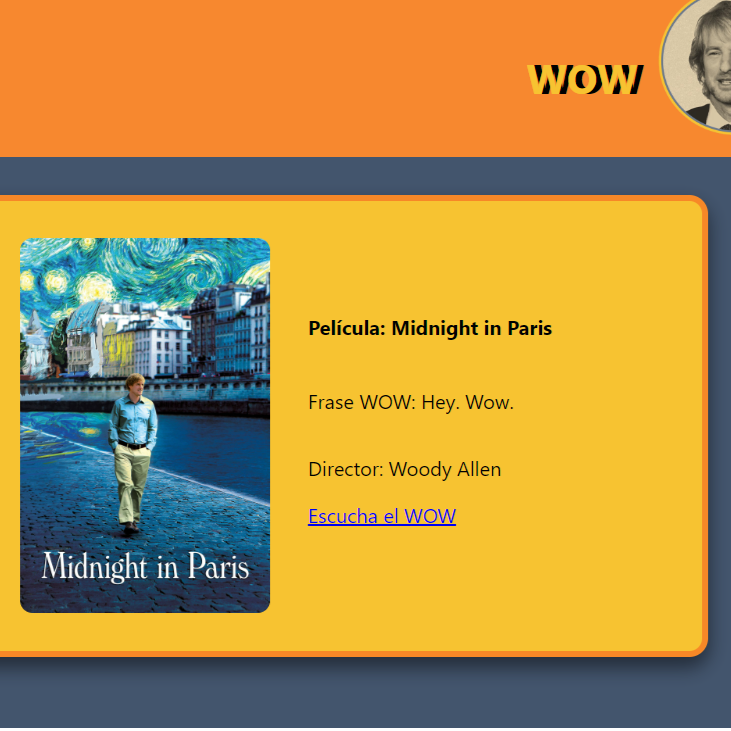 WOW
Película: Midnight in Paris
Frase WOW: Hey. Wow.
Director: Woody Allen
Escucha el WOW
Midnight in Paris